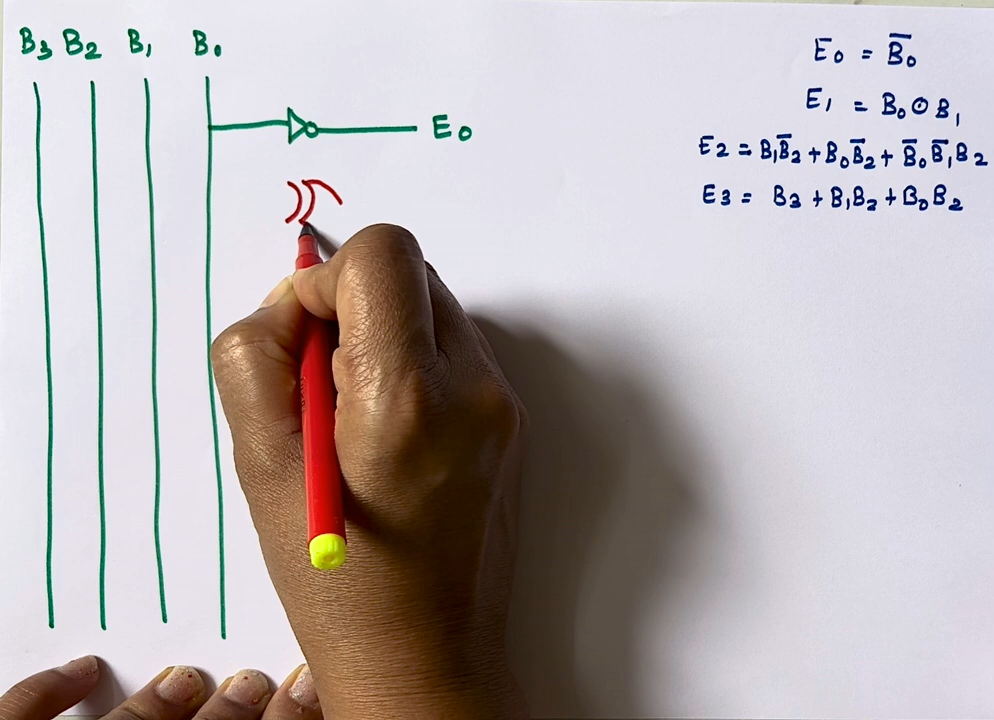 B₃ B₂ B₁ B₀
E₀
E₀ = B̅₀
E₁ = B₀ ⊙ B₁
E₂ = B₁B̅₂ + B₀B̅₂ + B̅₀B̅₁B₂
E₃ = B₃ + B₁B₂ + B₀B₂